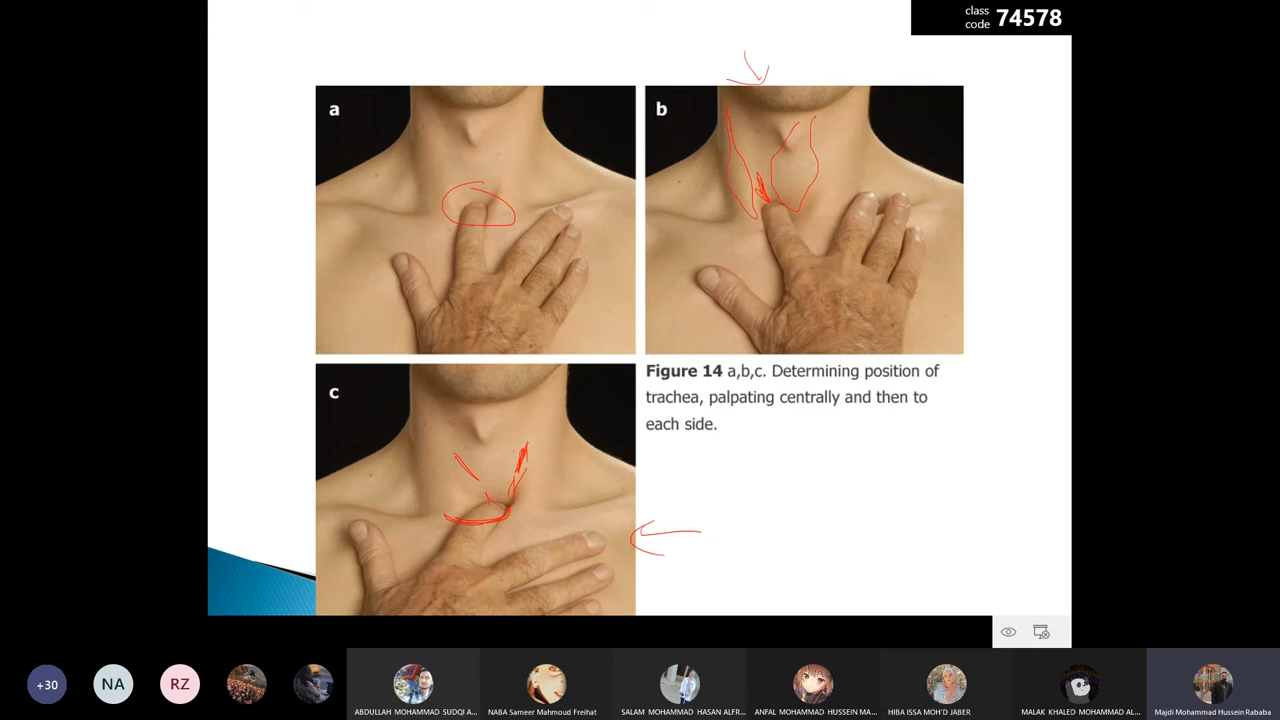 class
code 74578
a
b
c
Figure 14 a,b,c. Determining position of
trachea, palpating centrally and then to
each side.
+30
NA
RZ
ABDULLAH MOHAMMAD SUDQI A...
NABA Sameer Mahmoud Freihat
SALAM MOHAMMAD HASAN ALFR...
ANFAL MOHAMMAD HUSSEIN MA...
HIBA ISSA MOH'D JABER
MALAK KHALED MOHAMMAD AL...
Majdi Mohammad Hussein Rababa